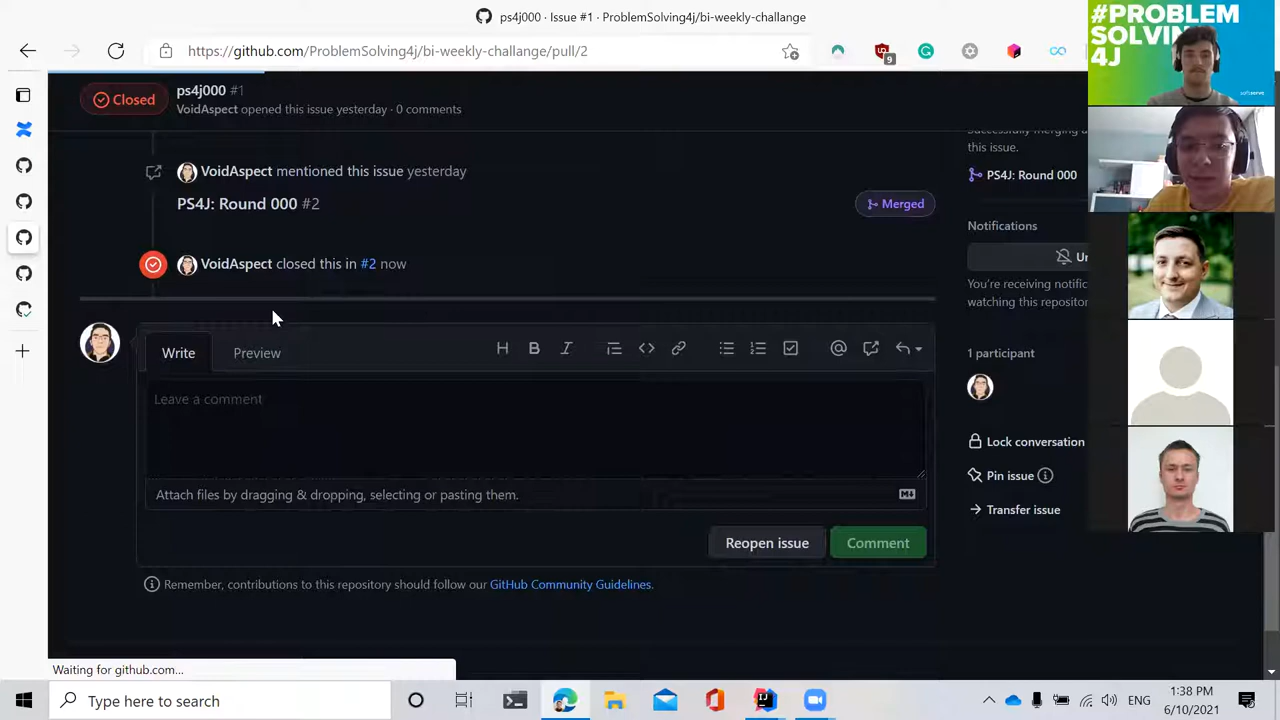 ps4j000 · Issue #1 · ProblemSolving4j/bi-weekly-challange
https://github.com/ProblemSolving4j/bi-weekly-challange/pull/2
9
#PROBLEM
SOLVIN
4J
softserve
Closed
ps4j000 #1
VoidAspect opened this issue yesterday · 0 comments
Successfully merging a
this issue.
VoidAspect mentioned this issue yesterday
PS4J: Round 000
PS4J: Round 000 #2
Merged
Notifications
VoidAspect closed this in #2 now
Un
You're receiving notific
watching this repositor
Write
Preview
1 participant
Leave a comment
Lock conversation
Pin issue
Attach files by dragging & dropping, selecting or pasting them.
Transfer issue
Reopen issue
Comment
Remember, contributions to this repository should follow our GitHub Community Guidelines.
Waiting for github.com...
Type here to search
ENG
1:38 PM
6/10/2021